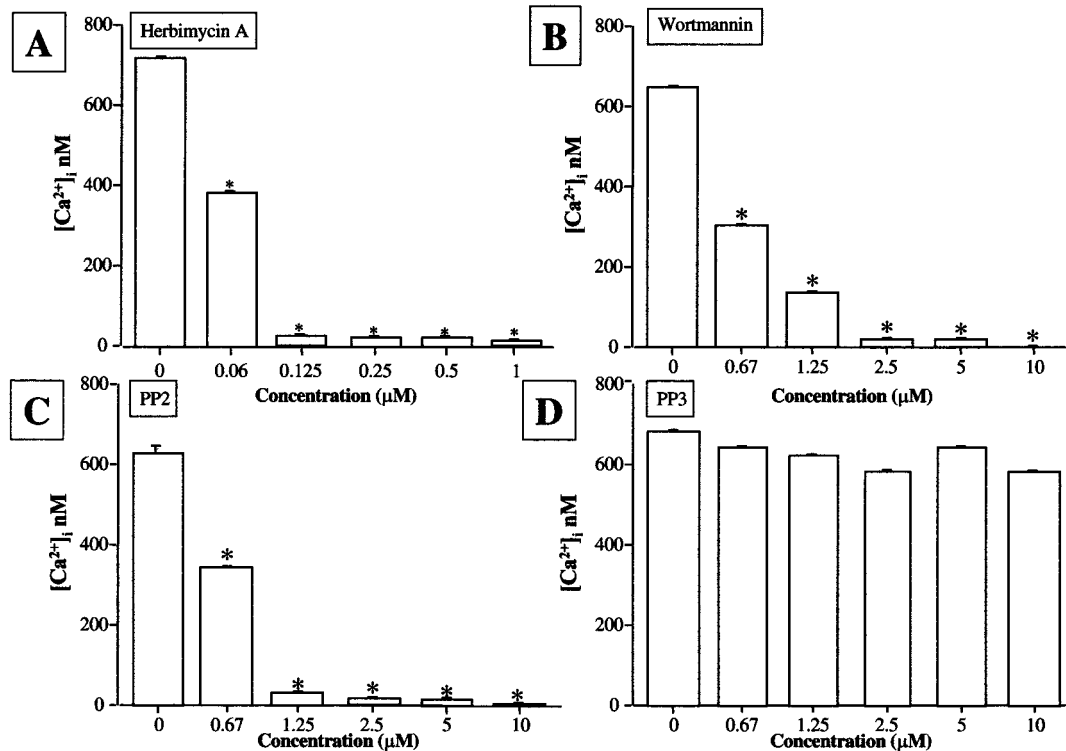 A
Herbimycin A
[Ca²⁺]ᵢ nM
800
600
400
200
0
*
*
*
*
*
0 0.06 0.125 0.25 0.5 1
Concentration (μM)
B
Wortmannin
[Ca²⁺]ᵢ nM
800
600
400
200
0
*
*
*
*
*
0 0.67 1.25 2.5 5 10
Concentration (μM)
C
PP2
[Ca²⁺]ᵢ nM
800
600
400
200
0
*
*
*
*
*
0 0.67 1.25 2.5 5 10
Concentration (μM)
D
PP3
[Ca²⁺]ᵢ nM
800
600
400
200
0
0 0.67 1.25 2.5 5 10
Concentration (μM)